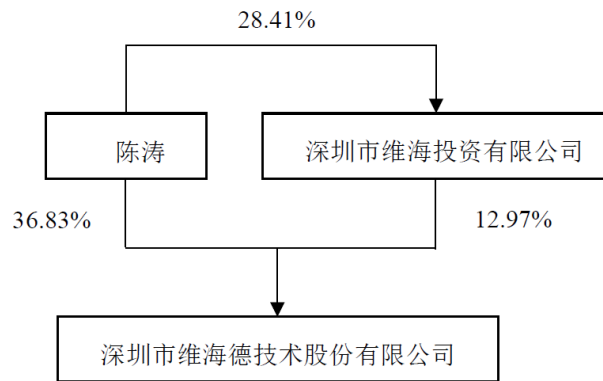 28.41%
陈涛
深圳市维海投资有限公司
36.83%
12.97%
深圳市维海德技术股份有限公司